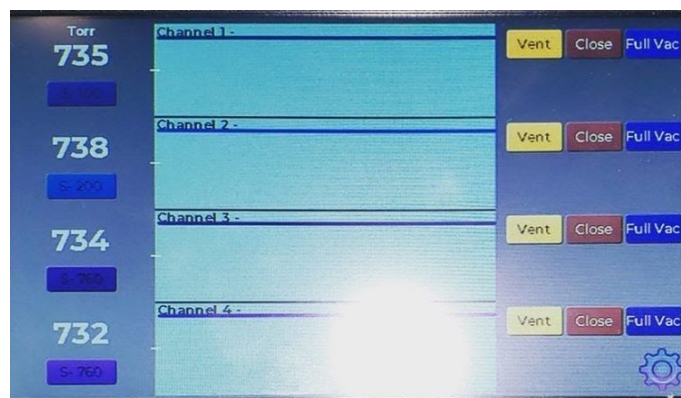 Torr
735
Channel 1 -
Vent Close Full Vac
S-100
738
Channel 2 -
Vent Close Full Vac
S-200
734
Channel 3 -
Vent Close Full Vac
S-760
732
Channel 4 -
Vent Close Full Vac
S-760